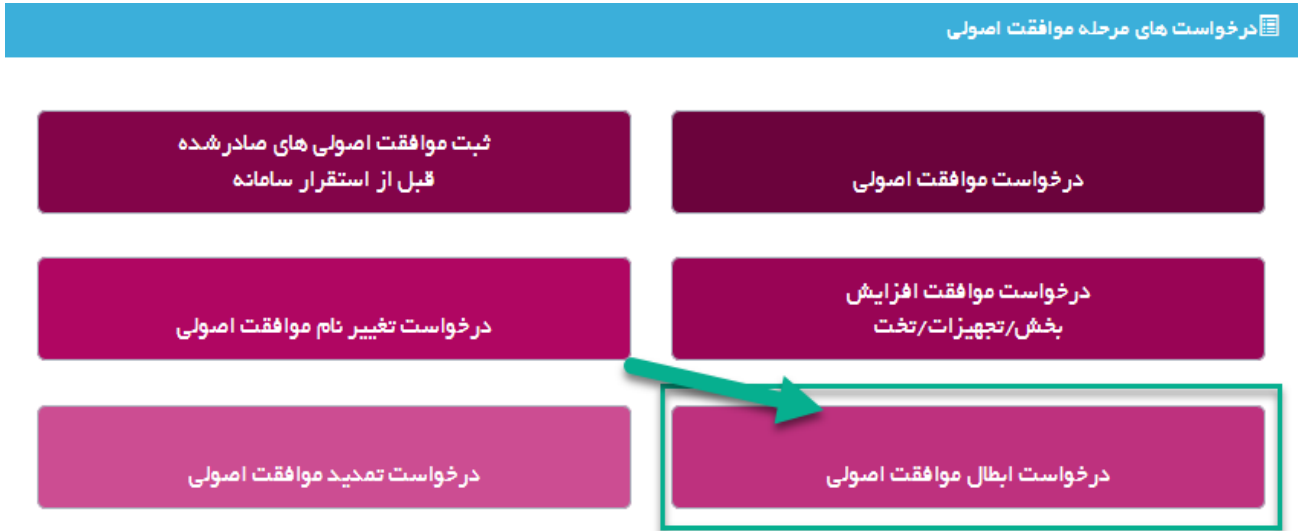 درخواست های مرحله موافقت اصولی
درخواست موافقت اصولی
ثبت موافقت اصولی های صادر شده
قبل از استقرار سامانه
درخواست موافقت افزایش
بخش/تجهیزات/تخت
درخواست تغییر نام موافقت اصولی
درخواست ابطال موافقت اصولی
درخواست تمدید موافقت اصولی